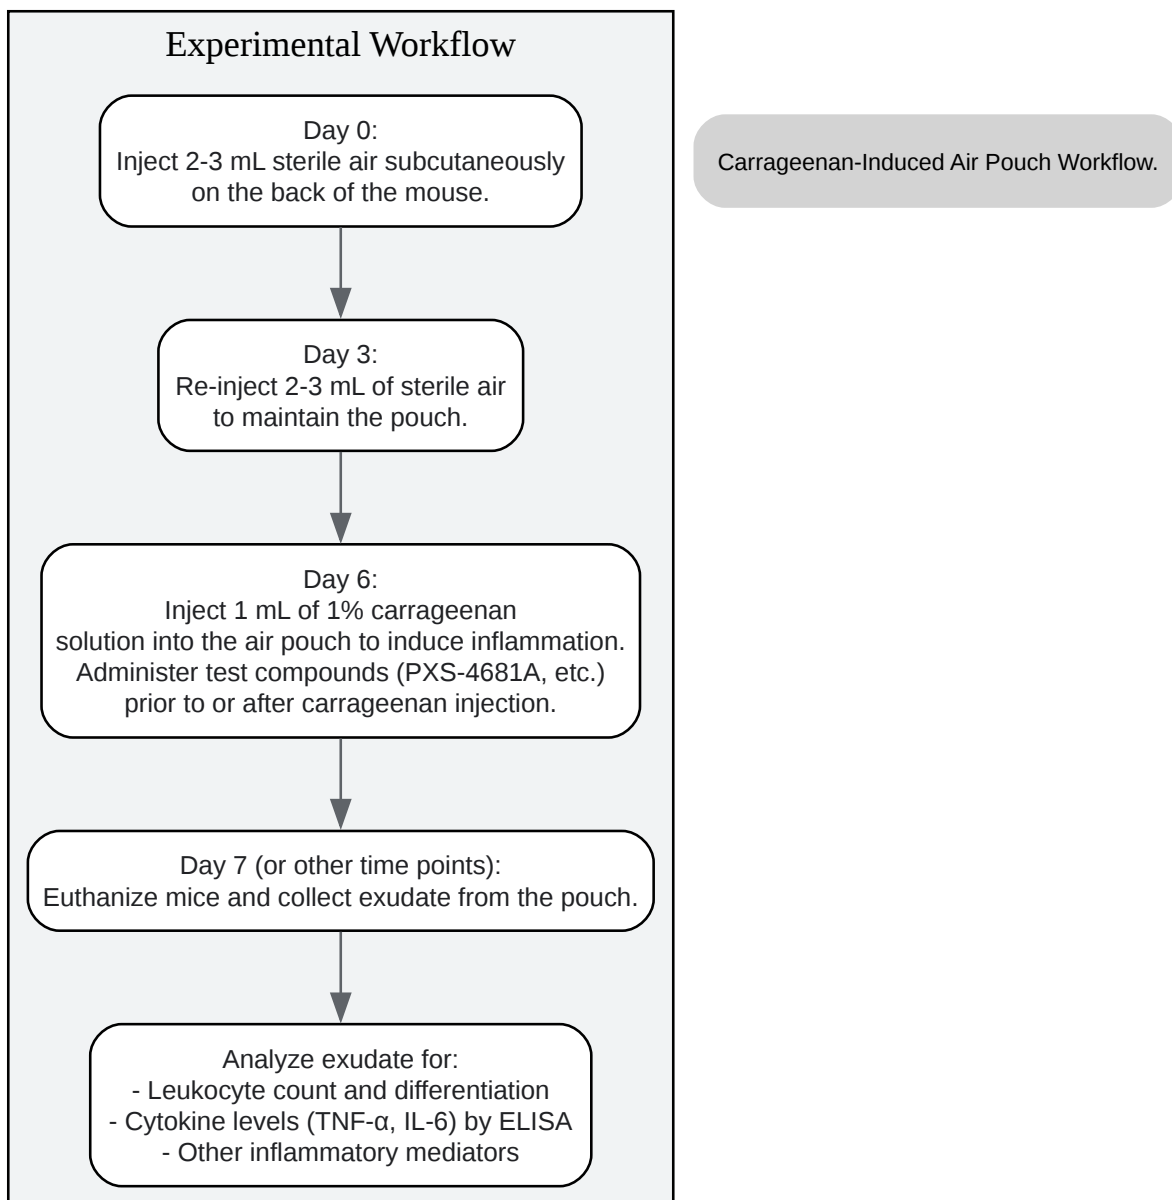 Experimental Workflow
Day 0:
Inject 2-3 mL sterile air subcutaneously
on the back of the mouse.
Carrageenan-Induced Air Pouch Workflow.
Day 3:
Re-inject 2-3 mL of sterile air
to maintain the pouch.
Day 6:
Inject 1 mL of 1% carrageenan
solution into the air pouch to induce inflammation.
Administer test compounds (PXS-4681A, etc.)
prior to or after carrageenan injection.
Day 7 (or other time points):
Euthanize mice and collect exudate from the pouch.
Analyze exudate for:
- Leukocyte count and differentiation
- Cytokine levels (TNF-α, IL-6) by ELISA
- Other inflammatory mediators